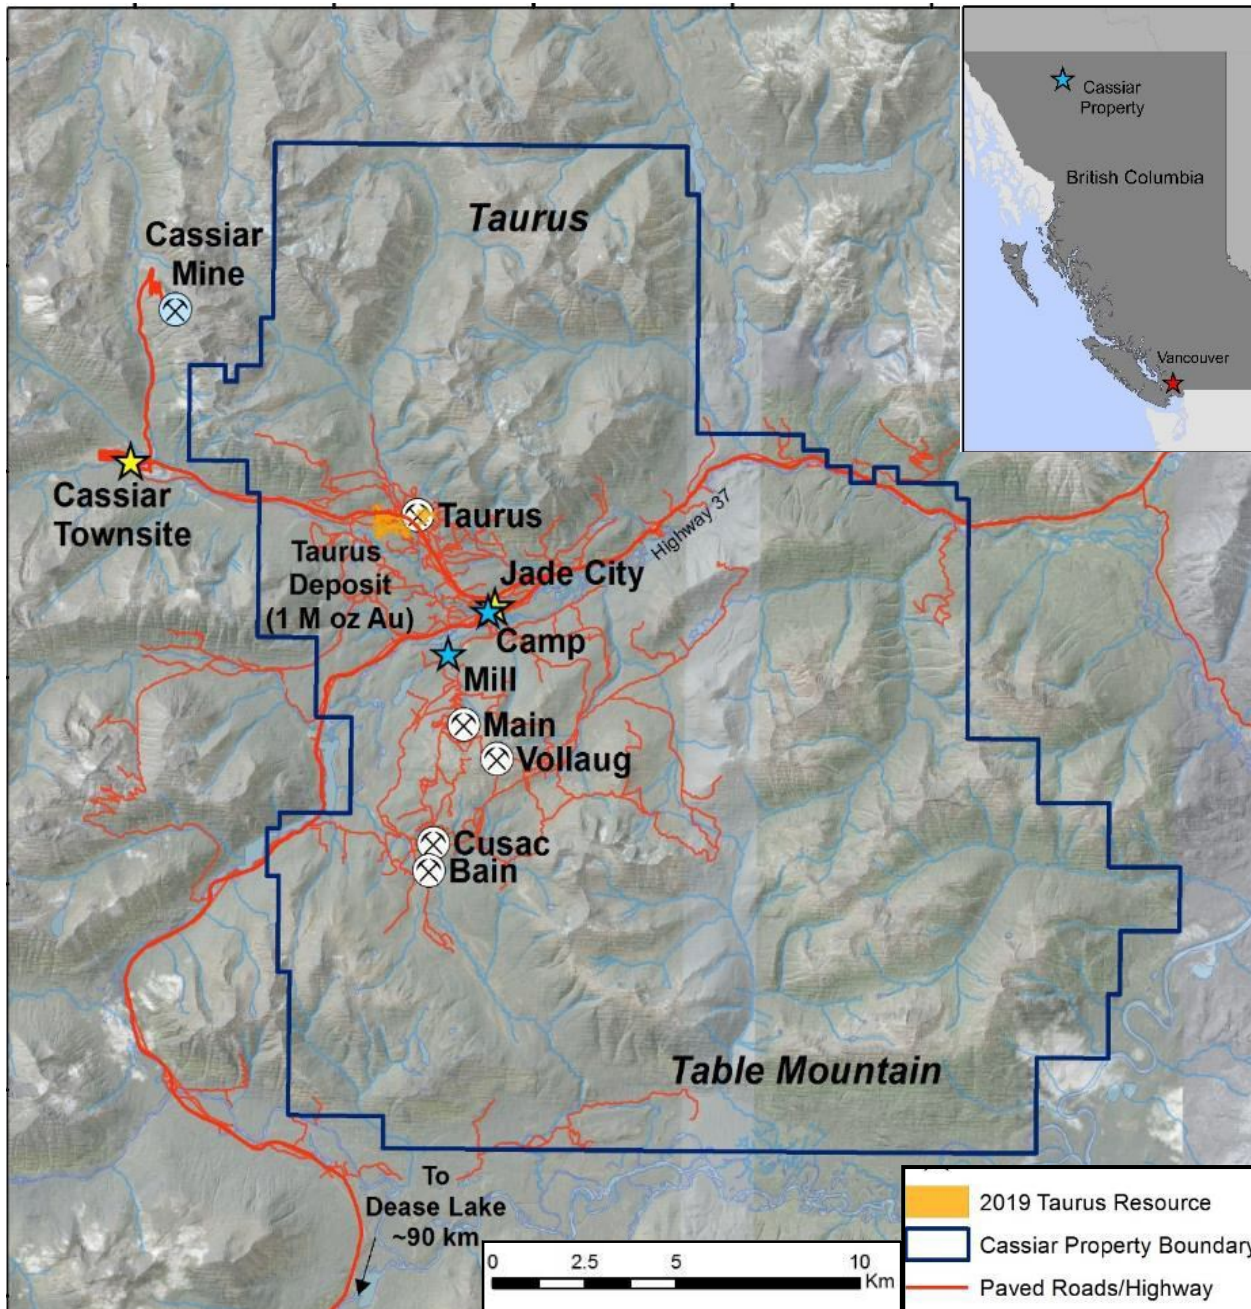 Cassiar
Property
British Columbia
Vancouver
Taurus
Cassiar
Mine
Cassiar
Townsite
Taurus
Taurus
Deposit
(1 M oz Au)
Highway 37
Jade City
Camp
Mill
Main
Vollaug
Cusac
Bain
Table Mountain
To
Dease Lake
~90 km
0 2.5 5 10
Km
2019 Taurus Resource
Cassiar Property Boundary
Paved Roads/Highway